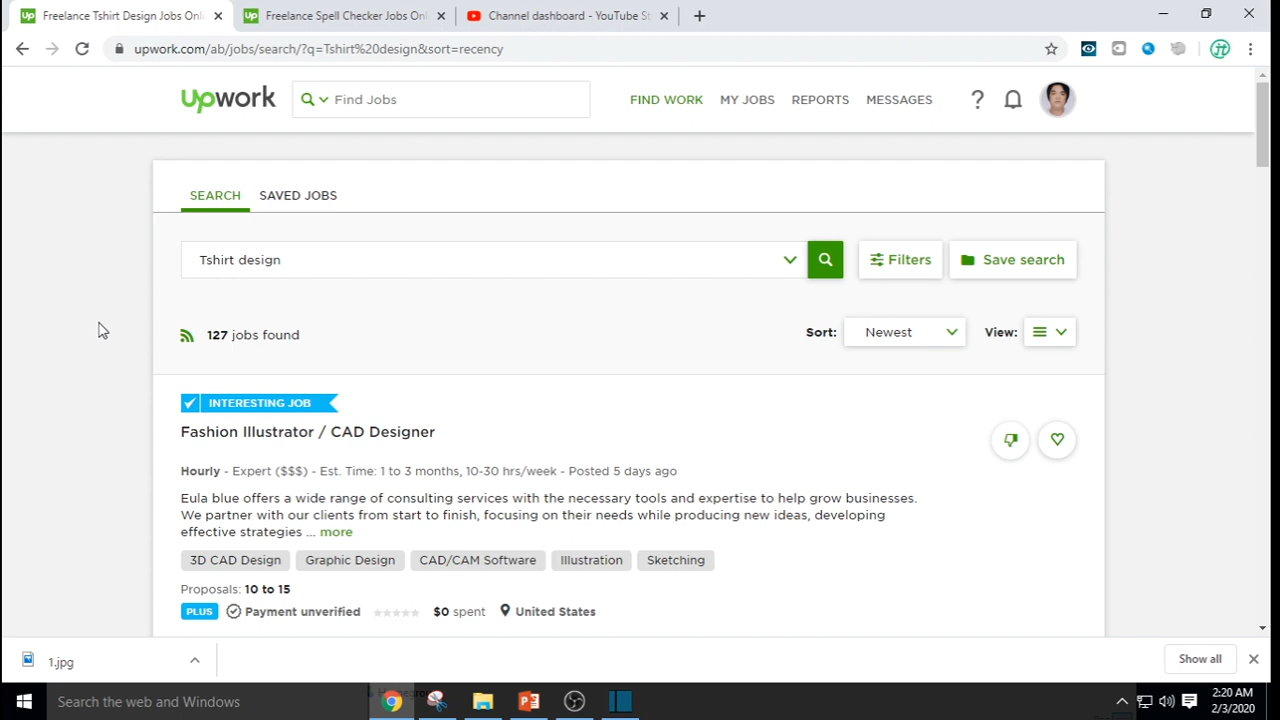 Freelance Tshirt Design Jobs Onli
Freelance Spell Checker Jobs Onl
Channel dashboard - YouTube St
upwork.com/ab/jobs/search/?q=Tshirt%20design&sort=recency
upwork
Find Jobs
FIND WORK
MY JOBS
REPORTS
MESSAGES
?
SEARCH
SAVED JOBS
Tshirt design
Filters
Save search
127 jobs found
Sort:
Newest
View:
INTERESTING JOB
Fashion Illustrator / CAD Designer
Hourly - Expert ($$$) - Est. Time: 1 to 3 months, 10-30 hrs/week - Posted 5 days ago
Eula blue offers a wide range of consulting services with the necessary tools and expertise to help grow businesses.
We partner with our clients from start to finish, focusing on their needs while producing new ideas, developing
effective strategies ... more
3D CAD Design
Graphic Design
CAD/CAM Software
Illustration
Sketching
Proposals: 10 to 15
PLUS
Payment unverified
$0 spent
United States
1.jpg
Show all
Search the web and Windows
2:20 AM
2/3/2020